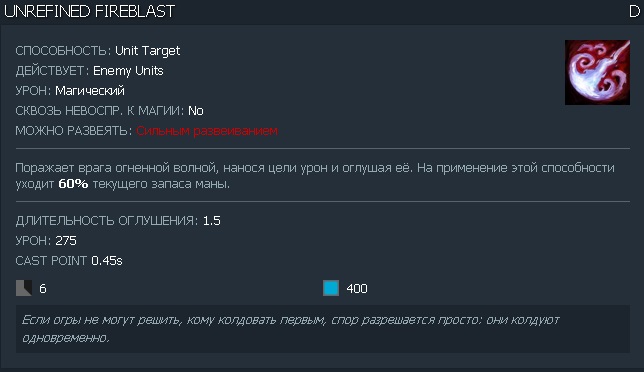 UNREFINED FIREBLAST D
СПОСОБНОСТЬ: Unit Target
ДЕЙСТВУЕТ: Enemy Units
УРОН: Магический
СКВОЗЬ НЕВОСПР. К МАГИИ: No
МОЖНО РАЗВЕЯТЬ: Сильным развеиванием
Поражает врага огненной волной, нанося цели урон и оглушая её. На применение этой способности
уходит 60% текущего запаса маны.
ДЛИТЕЛЬНОСТЬ ОГЛУШЕНИЯ: 1.5
УРОН: 275
CAST POINT 0.45s
6 400
Если огры не могут решить, кому колдовать первым, спор разрешается просто: они колдуют
одновременно.